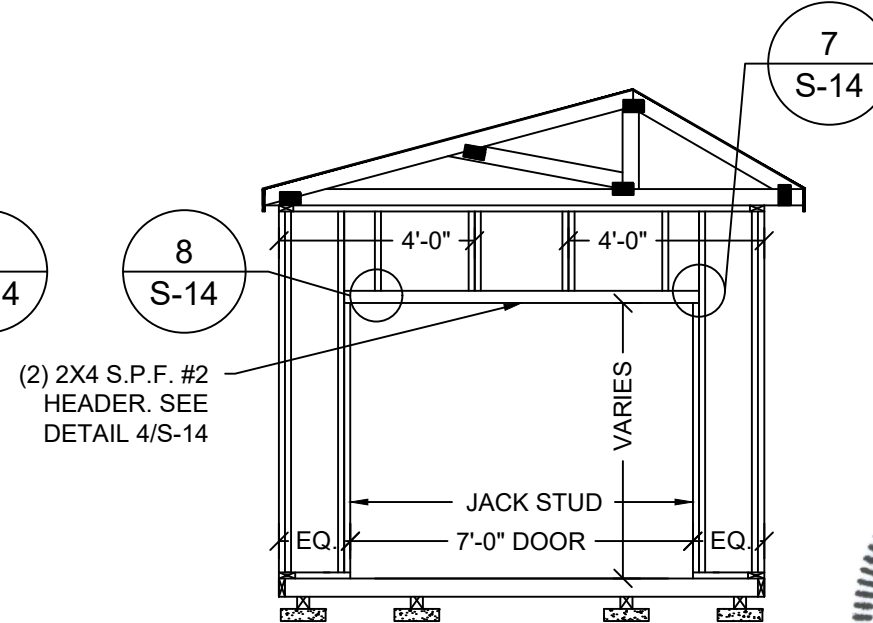 7
S-14
4'-0"
4'-0"
8
S-14
4
(2) 2X4 S.P.F. #2
HEADER. SEE
DETAIL 4/S-14
VARIES
JACK STUD
EQ.
7'-0" DOOR
EQ.